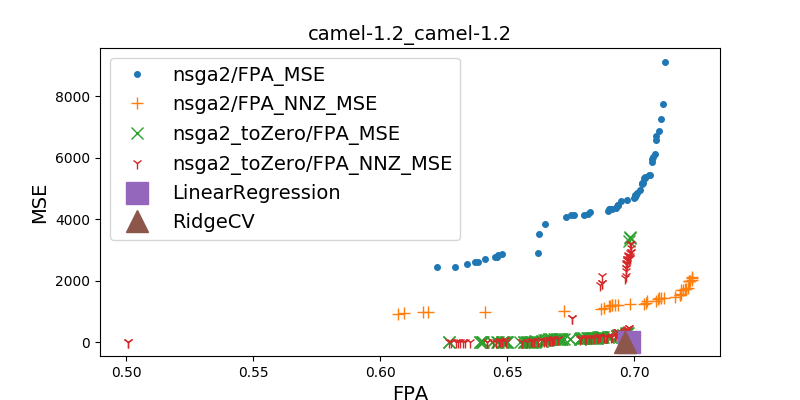 camel-1.2_camel-1.2
nsga2/FPA_MSE
nsga2/FPA_NNZ_MSE
nsga2_toZero/FPA_MSE
nsga2_toZero/FPA_NNZ_MSE
LinearRegression
RidgeCV
MSE
8000
6000
4000
2000
0
0.50 0.55 0.60 0.65 0.70
FPA